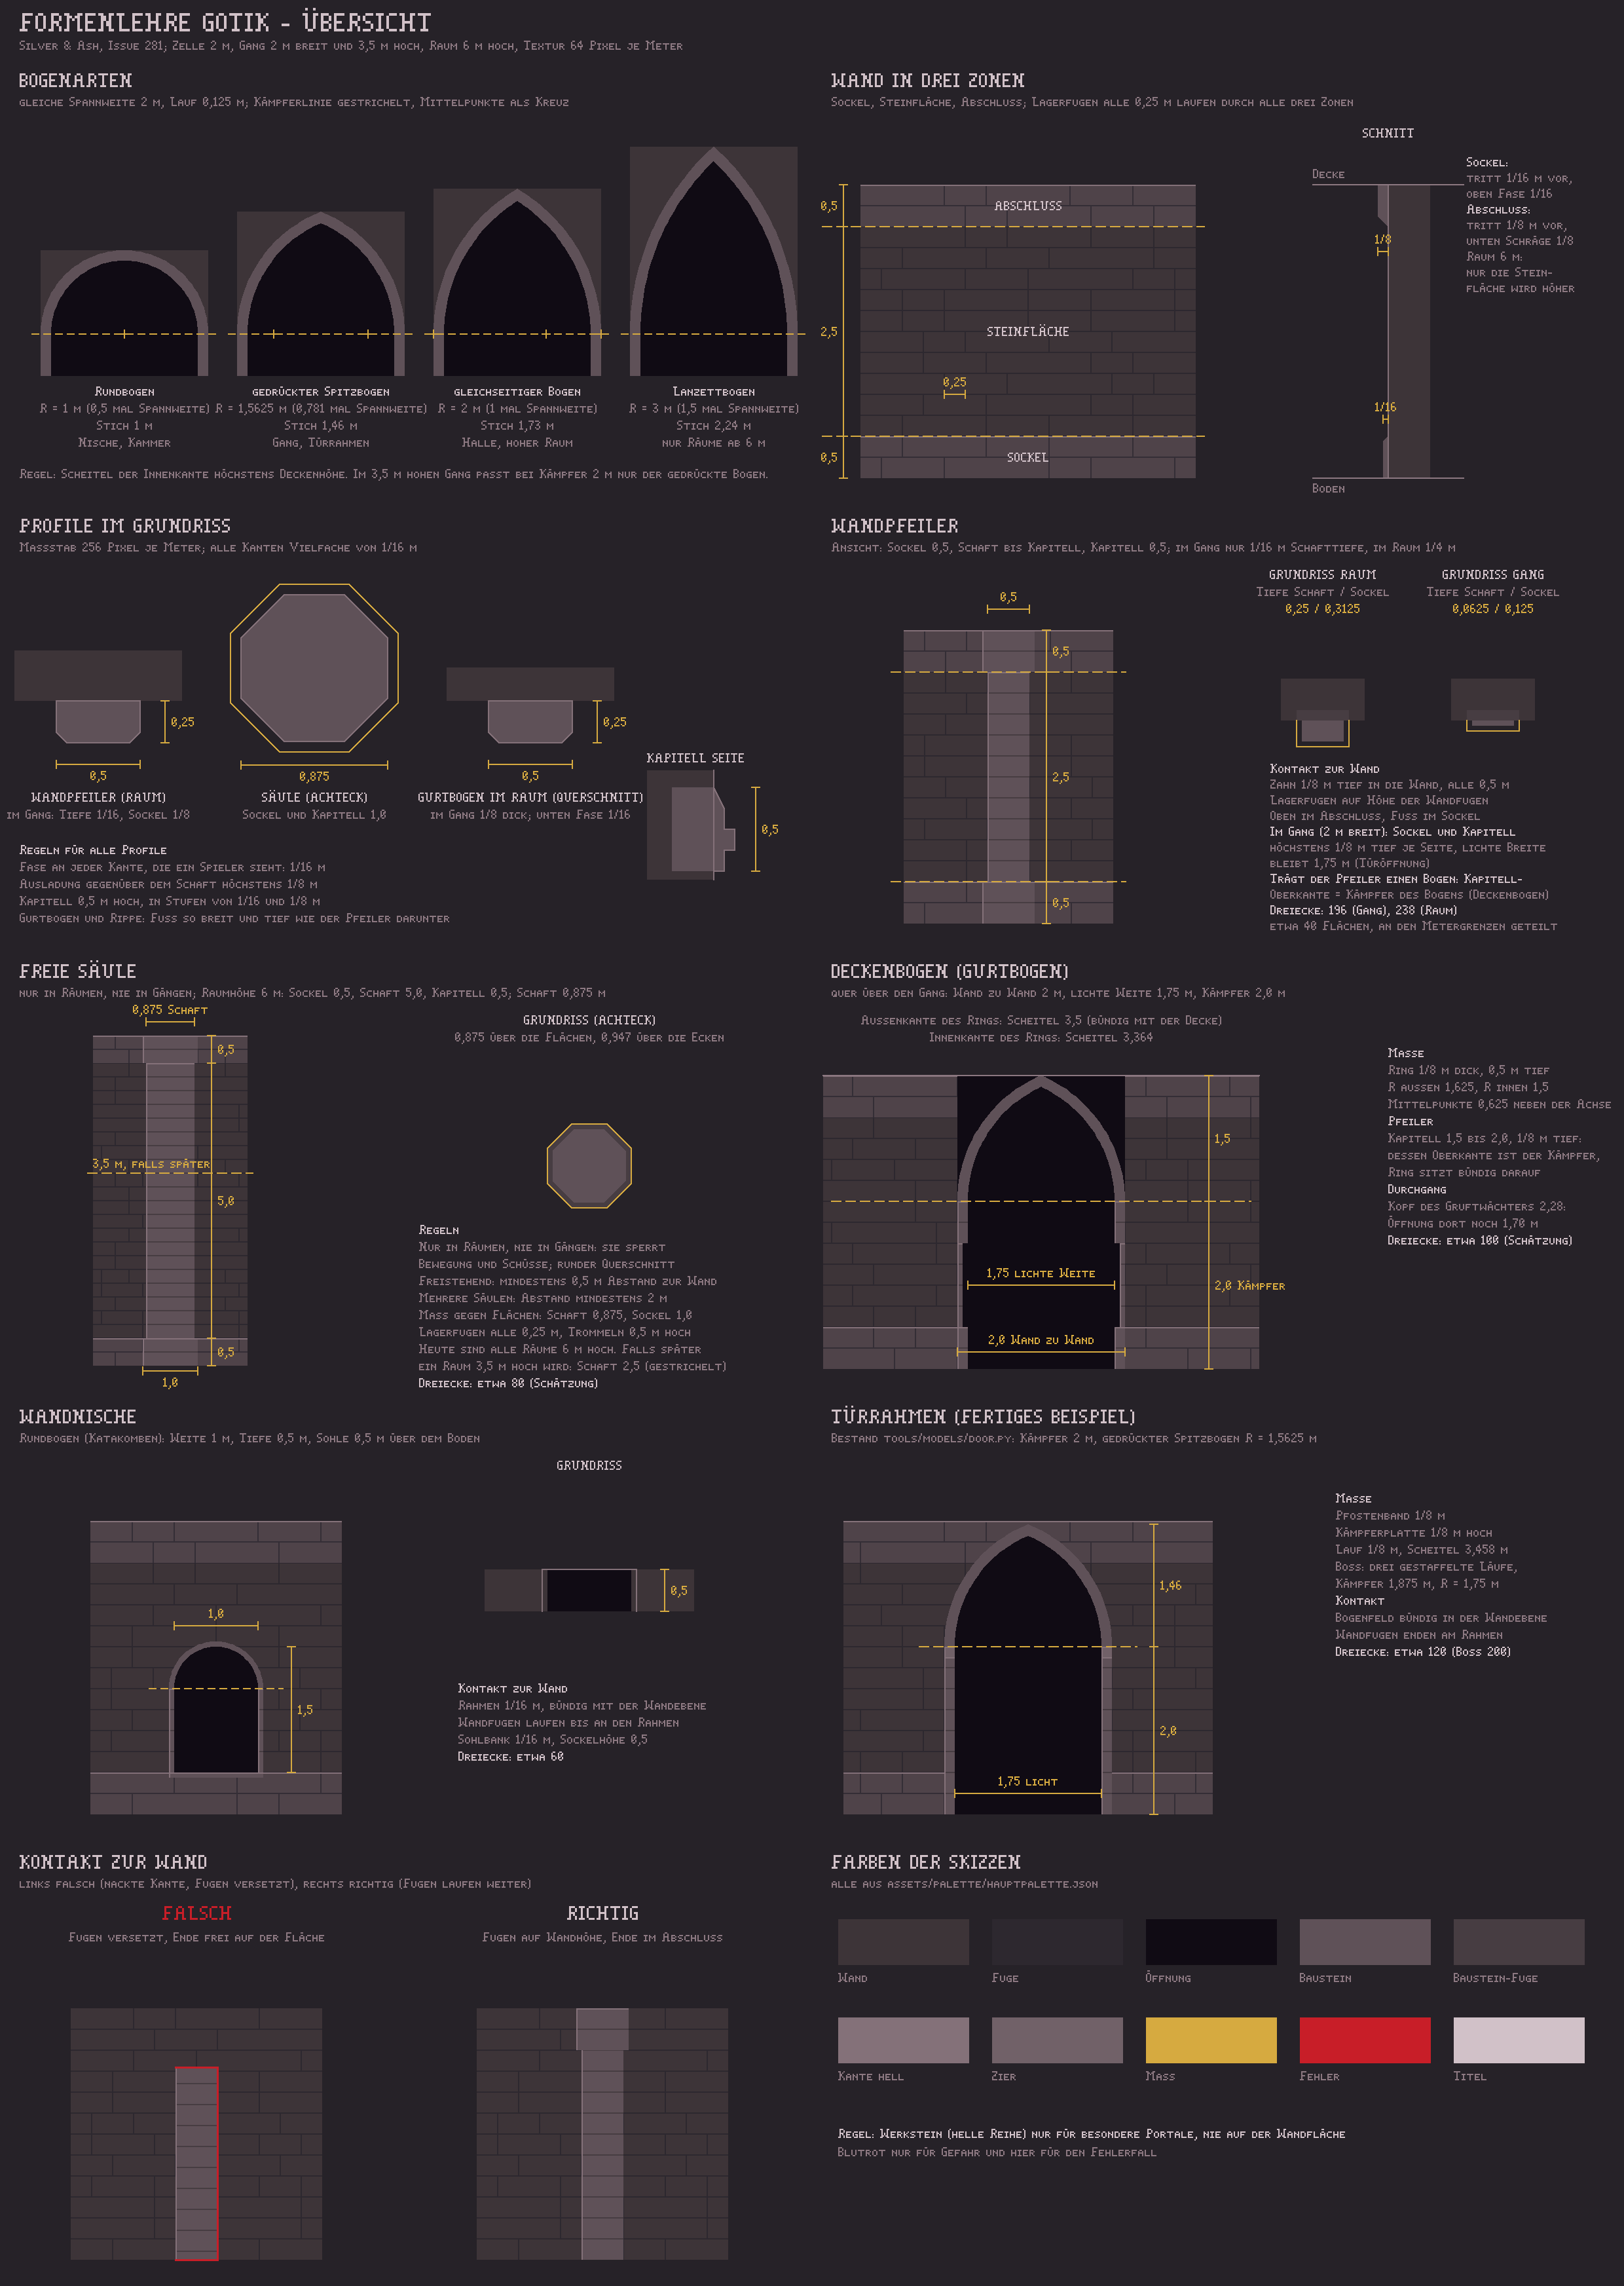 FORMENLEHRE GOTIK - ÜBERSICHT
SILVER & ASH, ISSUE 281; ZELLE 2 M, GANG 2 M BREIT UND 3,5 M HOCH, RAUM 6 M HOCH, TEXTUR 64 PIXEL JE METER
BOGENARTEN
GLEICHE SPANNWEITE 2 M, LAUF 0,125 M; KÄMPFERLINIE GESTRICHELT, MITTELPUNKTE ALS KREUZ
RUNDBOGEN
R = 1 M (0,5 MAL SPANNWEITE)
STICH 1 M
NISCHE, KAMMER
GEDRÜCKTER SPITZBOGEN
R = 1,5625 M (0,781 MAL SPANNWEITE)
STICH 1,46 M
GANG, TÜRRAHMEN
GLEICHSEITIGER BOGEN
R = 2 M (1 MAL SPANNWEITE)
STICH 1,73 M
HALLE, HOHER RAUM
LANZETTBOGEN
R = 3 M (1,5 MAL SPANNWEITE)
STICH 2,24 M
NUR RÄUME AB 6 M
REGEL: SCHEITEL DER INNENKANTE HÖCHSTENS DECKENHÖHE. IM 3,5 M HOHEN GANG PASST BEI KÄMPFER 2 M NUR DER GEDRÜCKTE BOGEN.
WAND IN DREI ZONEN
SOCKEL, STEINFLÄCHE, ABSCHLUSS; LAGERFUGEN ALLE 0,25 M LAUFEN DURCH ALLE DREI ZONEN
0,5
ABSCHLUSS
2,5
STEINFLÄCHE
0,25
0,5
SOCKEL
SCHNITT
DECKE
1/8
1/16
BODEN
SOCKEL:
TRITT 1/16 M VOR,
OBEN FASE 1/16
ABSCHLUSS:
TRITT 1/8 M VOR,
UNTEN SCHRÄGE 1/8
RAUM 6 M:
NUR DIE STEIN-
FLÄCHE WIRD HÖHER
PROFILE IM GRUNDRISS
MASSSTAB 256 PIXEL JE METER; ALLE KANTEN VIELFACHE VON 1/16 M
0,25
0,5
WANDPFEILER (RAUM)
IM GANG: TIEFE 1/16, SOCKEL 1/8
0,875
SÄULE (ACHTECK)
SOCKEL UND KAPITELL 1,0
0,25
0,5
GURTBOGEN IM RAUM (QUERSCHNITT)
IM GANG 1/8 DICK; UNTEN FASE 1/16
KAPITELL SEITE
0,5
REGELN FÜR ALLE PROFILE
FASE AN JEDER KANTE, DIE EIN SPIELER SIEHT: 1/16 M
AUSLADUNG GEGENÜBER DEM SCHAFT HÖCHSTENS 1/8 M
KAPITELL 0,5 M HOCH, IN STUFEN VON 1/16 UND 1/8 M
GURTBOGEN UND RIPPE: FUSS SO BREIT UND TIEF WIE DER PFEILER DARUNTER
WANDPFEILER
ANSICHT: SOCKEL 0,5, SCHAFT BIS KAPITELL, KAPITELL 0,5; IM GANG NUR 1/16 M SCHAFTTIEFE, IM RAUM 1/4 M
0,5
0,5
2,5
0,5
GRUNDRISS RAUM
TIEFE SCHAFT / SOCKEL
0,25 / 0,3125
GRUNDRISS GANG
TIEFE SCHAFT / SOCKEL
0,0625 / 0,125
KONTAKT ZUR WAND
ZAHN 1/8 M TIEF IN DIE WAND, ALLE 0,5 M
LAGERFUGEN AUF HÖHE DER WANDFUGEN
OBEN IM ABSCHLUSS, FUSS IM SOCKEL
IM GANG (2 M BREIT): SOCKEL UND KAPITELL
HÖCHSTENS 1/8 M TIEF JE SEITE, LICHTE BREITE
BLEIBT 1,75 M (TÜRÖFFNUNG)
TRÄGT DER PFEILER EINEN BOGEN: KAPITELL-
OBERKANTE = KÄMPFER DES BOGENS (DECKENBOGEN)
DREIECKE: 196 (GANG), 238 (RAUM)
ETWA 40 FLÄCHEN, AN DEN METERGRENZEN GETEILT
FREIE SÄULE
NUR IN RÄUMEN, NIE IN GÄNGEN; RAUMHÖHE 6 M: SOCKEL 0,5, SCHAFT 5,0, KAPITELL 0,5; SCHAFT 0,875 M
0,875 SCHAFT
0,5
3,5 M, FALLS SPÄTER
5,0
0,5
1,0
GRUNDRISS (ACHTECK)
0,875 ÜBER DIE FLÄCHEN, 0,947 ÜBER DIE ECKEN
REGELN
NUR IN RÄUMEN, NIE IN GÄNGEN: SIE SPERRT
BEWEGUNG UND SCHÜSSE; RUNDER QUERSCHNITT
FREISTEHEND: MINDESTENS 0,5 M ABSTAND ZUR WAND
MEHRERE SÄULEN: ABSTAND MINDESTENS 2 M
MASS GEGEN FLÄCHEN: SCHAFT 0,875, SOCKEL 1,0
LAGERFUGEN ALLE 0,25 M, TROMMELN 0,5 M HOCH
HEUTE SIND ALLE RÄUME 6 M HOCH. FALLS SPÄTER
EIN RAUM 3,5 M HOCH WIRD: SCHAFT 2,5 (GESTRICHELT)
DREIECKE: ETWA 80 (SCHÄTZUNG)
DECKENBOGEN (GURTBOGEN)
QUER ÜBER DEN GANG: WAND ZU WAND 2 M, LICHTE WEITE 1,75 M, KÄMPFER 2,0 M
AUSSENKANTE DES RINGS: SCHEITEL 3,5 (BÜNDIG MIT DER DECKE)
INNENKANTE DES RINGS: SCHEITEL 3,364
1,5
1,75 LICHTE WEITE
2,0 KÄMPFER
2,0 WAND ZU WAND
MASSE
RING 1/8 M DICK, 0,5 M TIEF
R AUSSEN 1,625, R INNEN 1,5
MITTELPUNKTE 0,625 NEBEN DER ACHSE
PFEILER
KAPITELL 1,5 BIS 2,0, 1/8 M TIEF:
DESSEN OBERKANTE IST DER KÄMPFER,
RING SITZT BÜNDIG DARAUF
DURCHGANG
KOPF DES GRUFTWÄCHTERS 2,28:
ÖFFNUNG DORT NOCH 1,70 M
DREIECKE: ETWA 100 (SCHÄTZUNG)
WANDNISCHE
RUNDBOGEN (KATAKOMBEN): WEITE 1 M, TIEFE 0,5 M, SOHLE 0,5 M ÜBER DEM BODEN
1,0
1,5
GRUNDRISS
0,5
KONTAKT ZUR WAND
RAHMEN 1/16 M, BÜNDIG MIT DER WANDEBENE
WANDFUGEN LAUFEN BIS AN DEN RAHMEN
SOHLBANK 1/16 M, SOCKELHÖHE 0,5
DREIECKE: ETWA 60
TÜRRAHMEN (FERTIGES BEISPIEL)
BESTAND TOOLS/MODELS/DOOR.PY: KÄMPFER 2 M, GEDRÜCKTER SPITZBOGEN R = 1,5625 M
1,46
2,0
1,75 LICHT
MASSE
PFOSTENBAND 1/8 M
KÄMPFERPLATTE 1/8 M HOCH
LAUF 1/8 M, SCHEITEL 3,458 M
BOSS: DREI GESTAFFELTE LÄUFE,
KÄMPFER 1,875 M, R = 1,75 M
KONTAKT
BOGENFELD BÜNDIG IN DER WANDEBENE
WANDFUGEN ENDEN AM RAHMEN
DREIECKE: ETWA 120 (BOSS 200)
KONTAKT ZUR WAND
LINKS FALSCH (NACKTE KANTE, FUGEN VERSETZT), RECHTS RICHTIG (FUGEN LAUFEN WEITER)
FALSCH
FUGEN VERSETZT, ENDE FREI AUF DER FLÄCHE
RICHTIG
FUGEN AUF WANDHÖHE, ENDE IM ABSCHLUSS
FARBEN DER SKIZZEN
ALLE AUS ASSETS/PALETTE/HAUPTPALETTE.JSON
WAND
FUGE
ÖFFNUNG
BAUSTEIN
BAUSTEIN-FUGE
KANTE HELL
ZIER
MASS
FEHLER
TITEL
REGEL: WERKSTEIN (HELLE REIHE) NUR FÜR BESONDERE PORTALE, NIE AUF DER WANDFLÄCHE
BLUTROT NUR FÜR GEFAHR UND HIER FÜR DEN FEHLERFALL